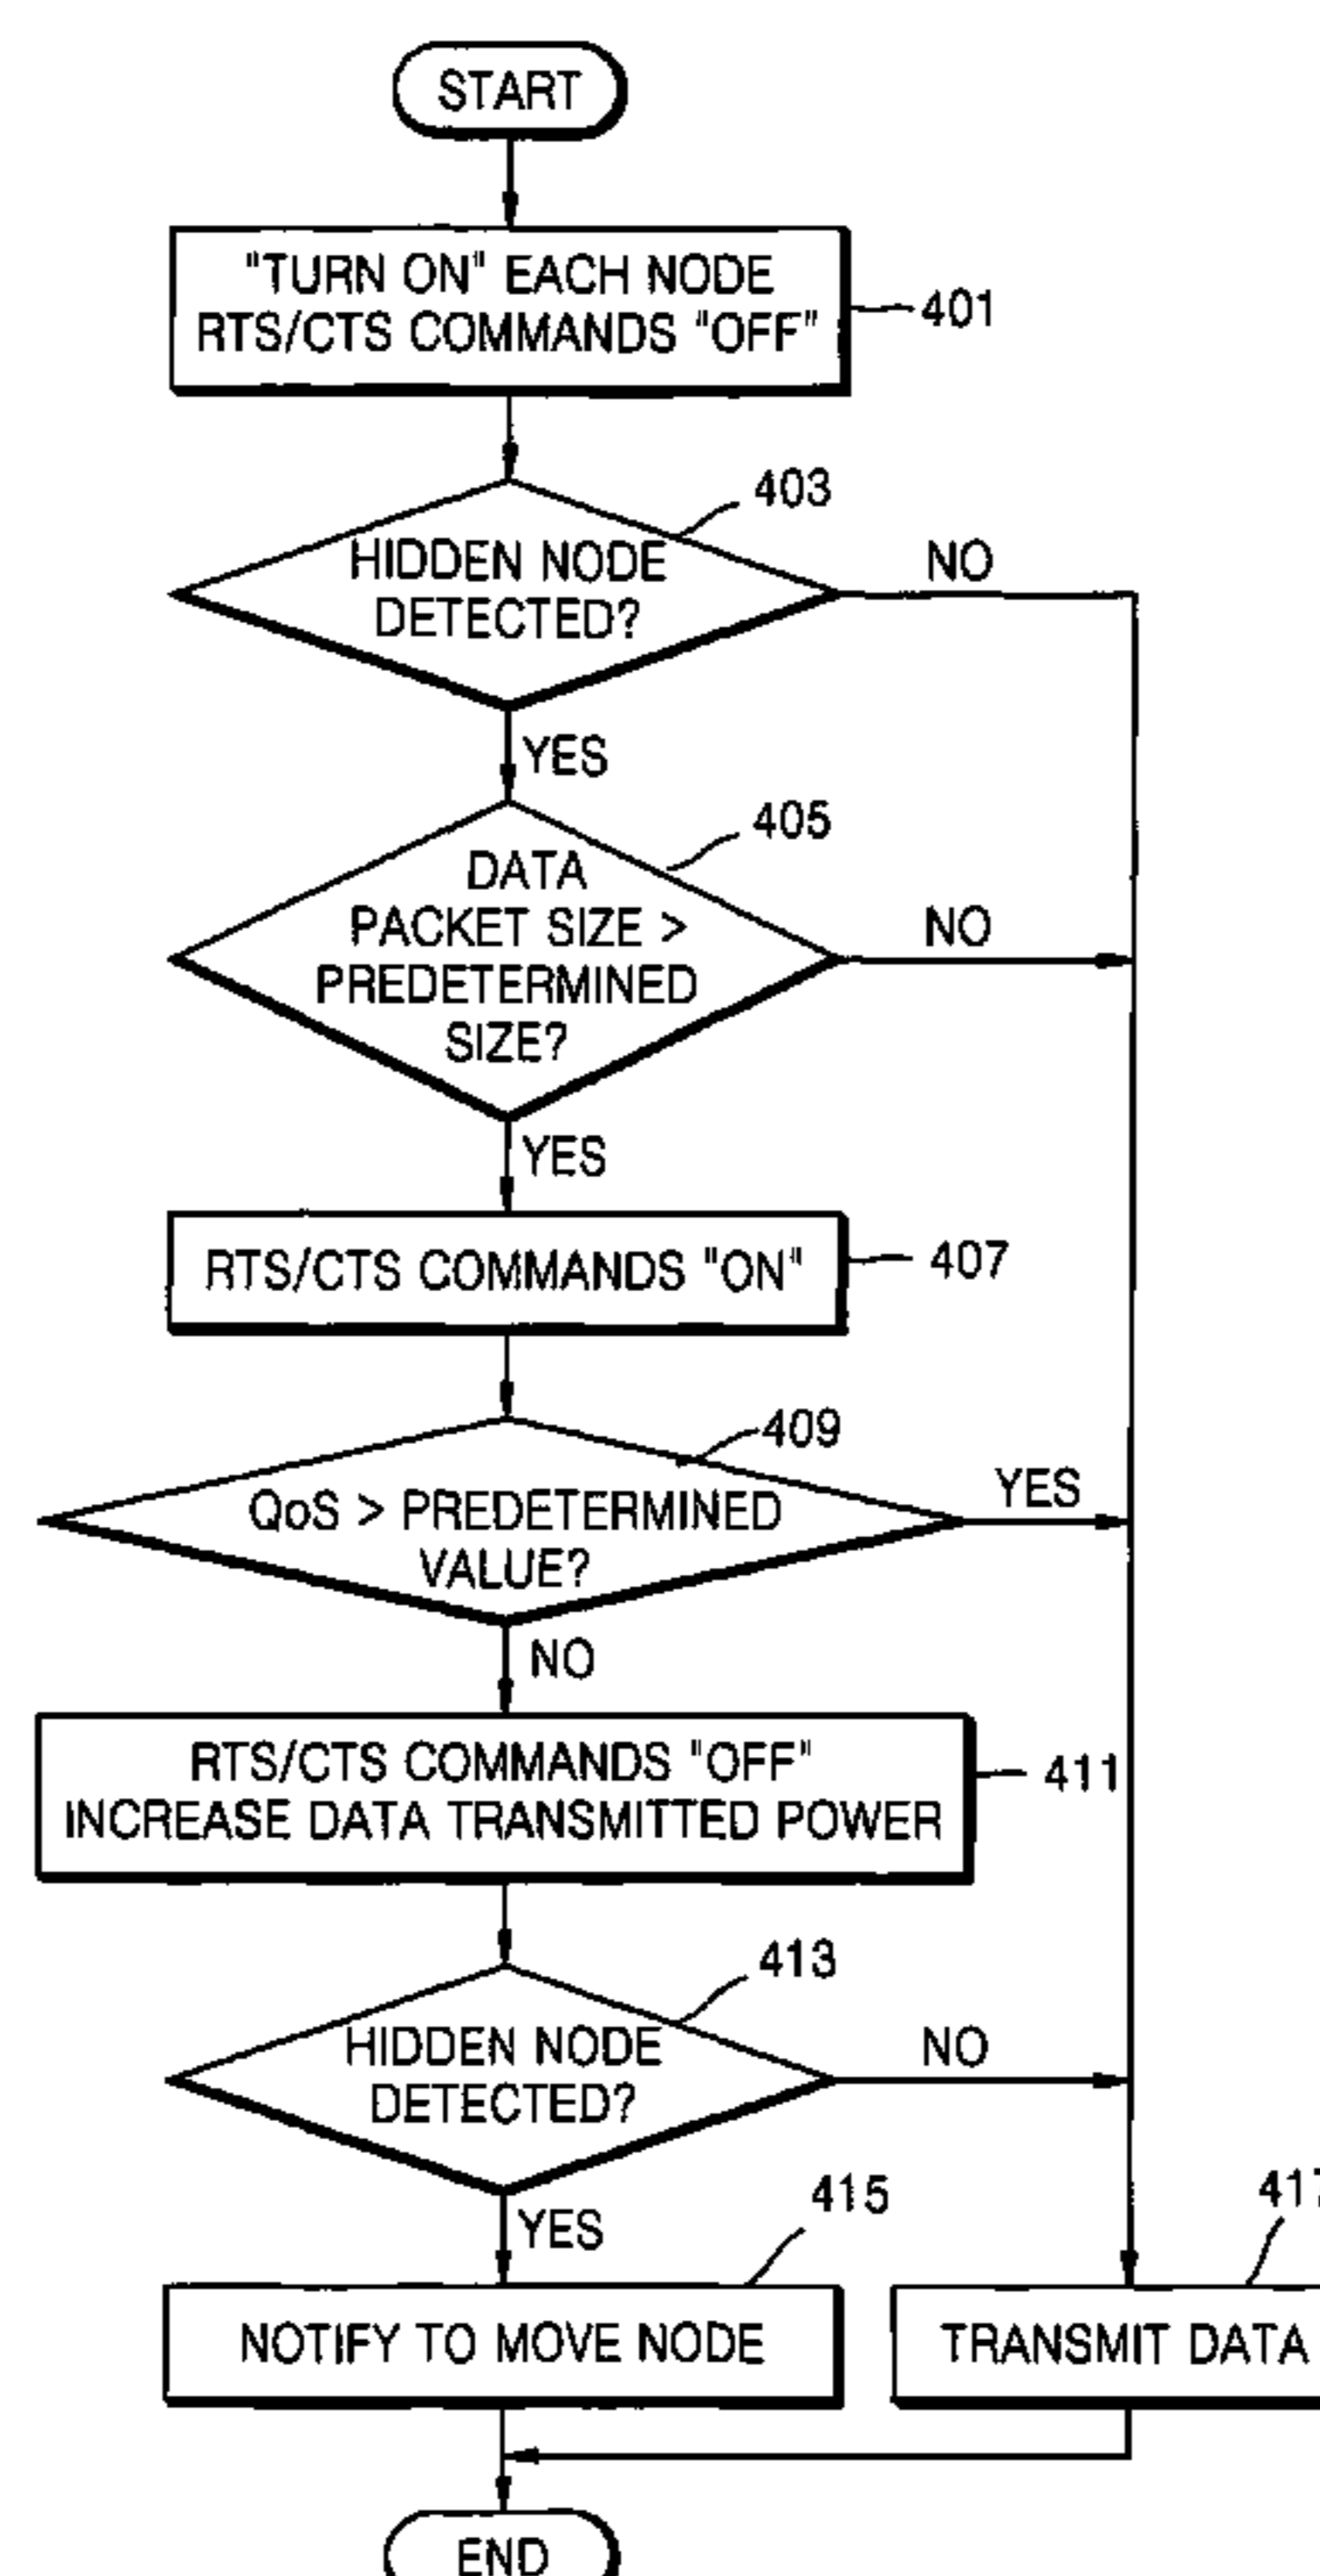 START
"TURN ON" EACH NODE
RTS/CTS COMMANDS "OFF"
401
403
HIDDEN NODE
DETECTED?
NO
YES
405
DATA
PACKET SIZE >
PREDETERMINED
SIZE?
NO
YES
RTS/CTS COMMANDS "ON"
407
409
QoS > PREDETERMINED
VALUE?
YES
NO
RTS/CTS COMMANDS "OFF"
INCREASE DATA TRANSMITTED POWER
411
413
HIDDEN NODE
DETECTED?
NO
YES
415
417
NOTIFY TO MOVE NODE
TRANSMIT DATA
END